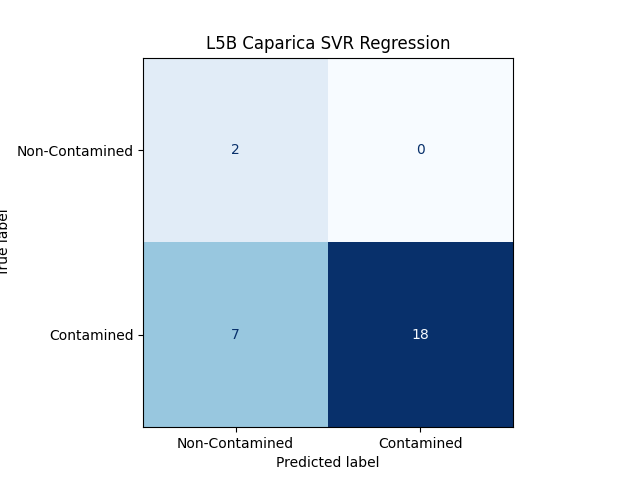 L5B Caparica SVR Regression
Non-Contamined
2
0
True label
Contamined
7
18
Non-Contamined
Contamined
Predicted label